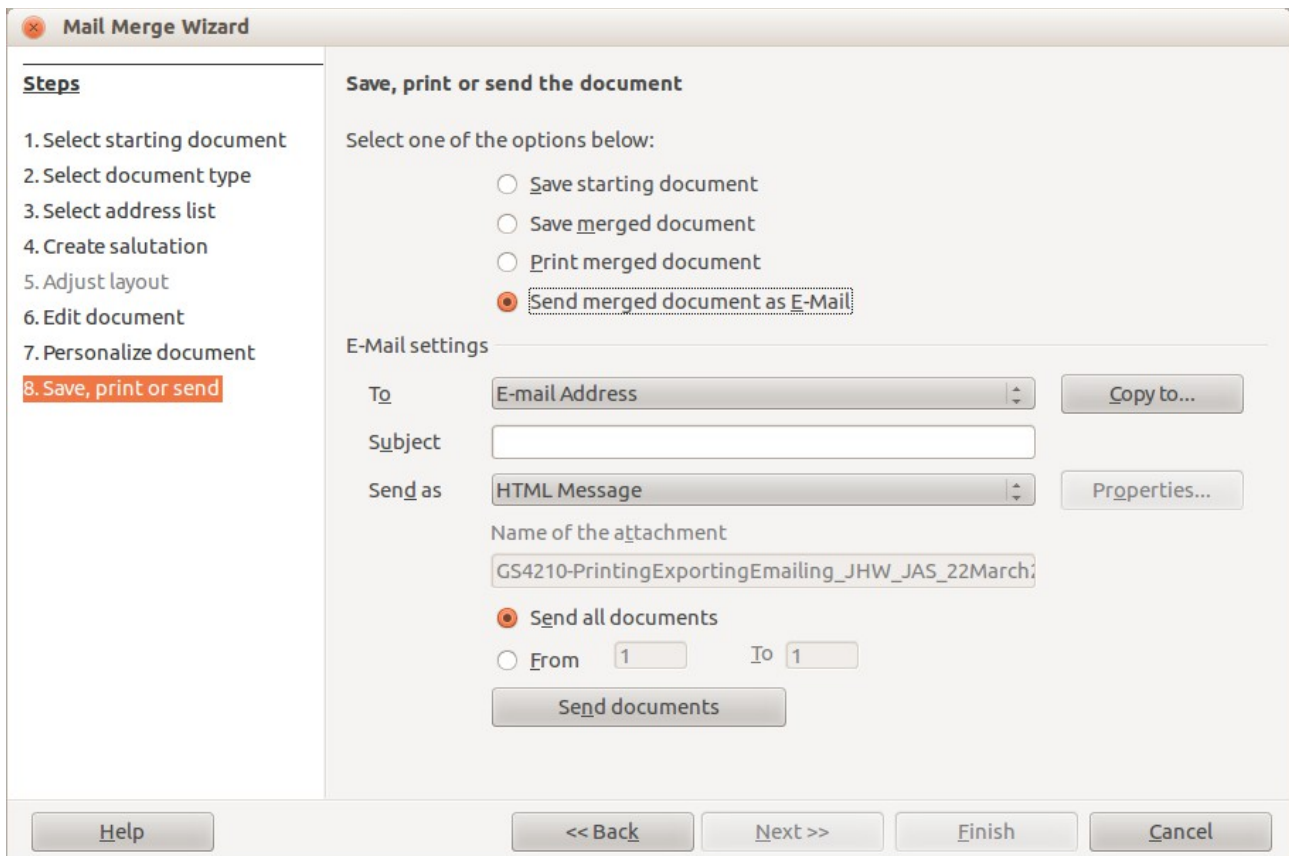 Mail Merge Wizard
Steps
1. Select starting document
2. Select document type
3. Select address list
4. Create salutation
5. Adjust layout
6. Edit document
7. Personalize document
8. Save, print or send
Save, print or send the document
Select one of the options below:
Save starting document
Save merged document
Print merged document
Send merged document as E-Mail
E-Mail settings
To E-mail Address Copy to...
Subject
Send as HTML Message Properties...
Name of the attachment
GS4210-PrintingExportingEmailing_JHW_JAS_22March2
Send all documents
From 1 To 1
Send documents
Help << Back Next >> Finish Cancel